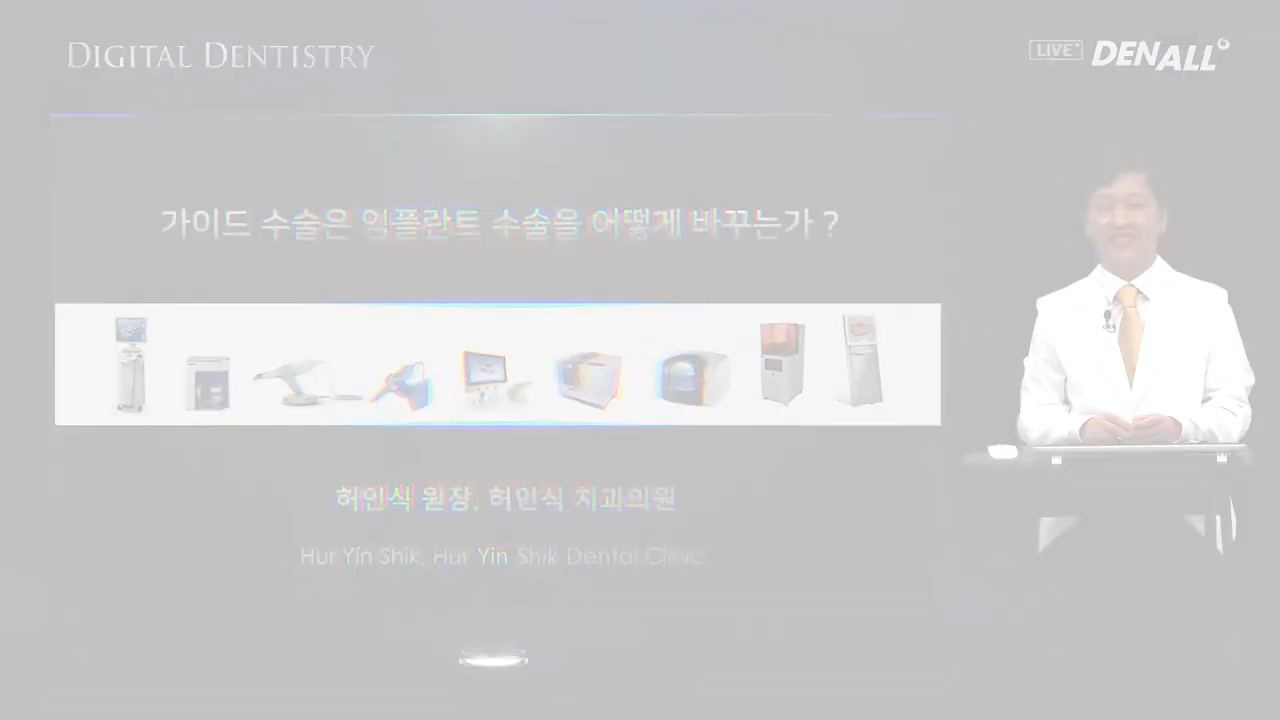 DIGITAL DENTISTRY
LIVE DENALL
가이드 수술은 임플란트 수술을 어떻게 바꾸는가 ?
허인식 원장, 허인식 치과의원
Hur Yin Shik, Hur Yin Shik Dental Clinic